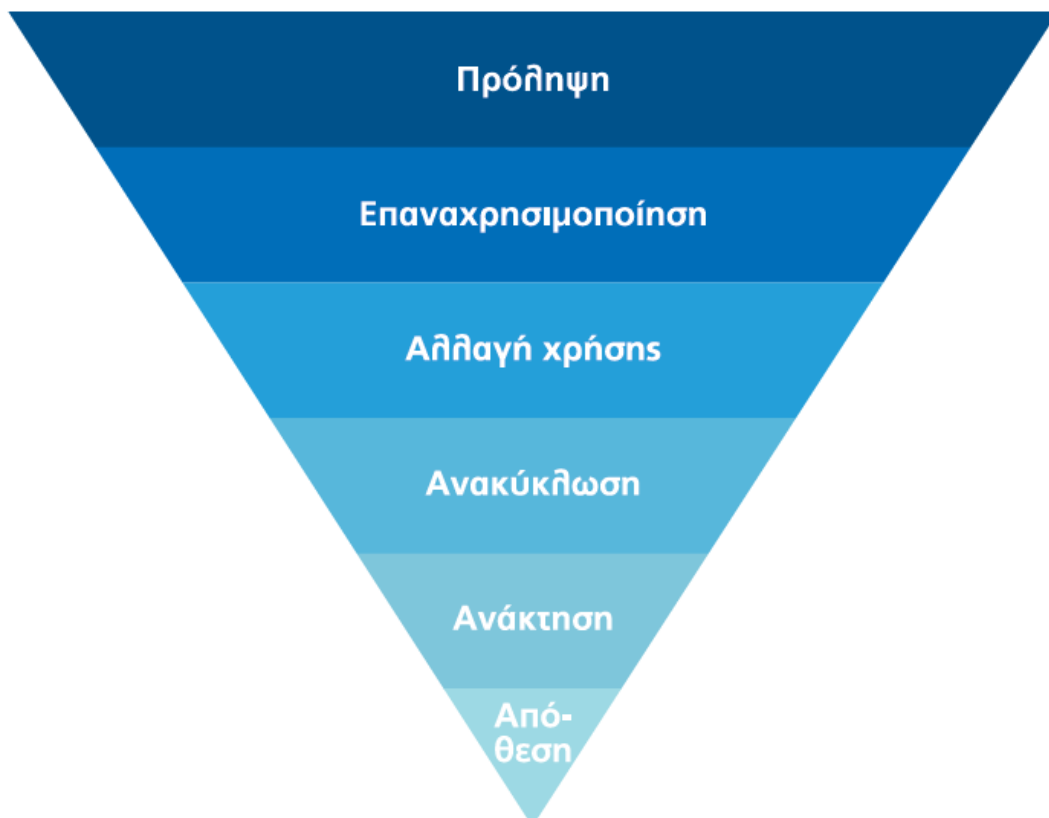 Πρόληψη
Επαναχρησιμοποίηση
Αλλαγή χρήσης
Ανακύκλωση
Ανάκτηση
Από-
θεση